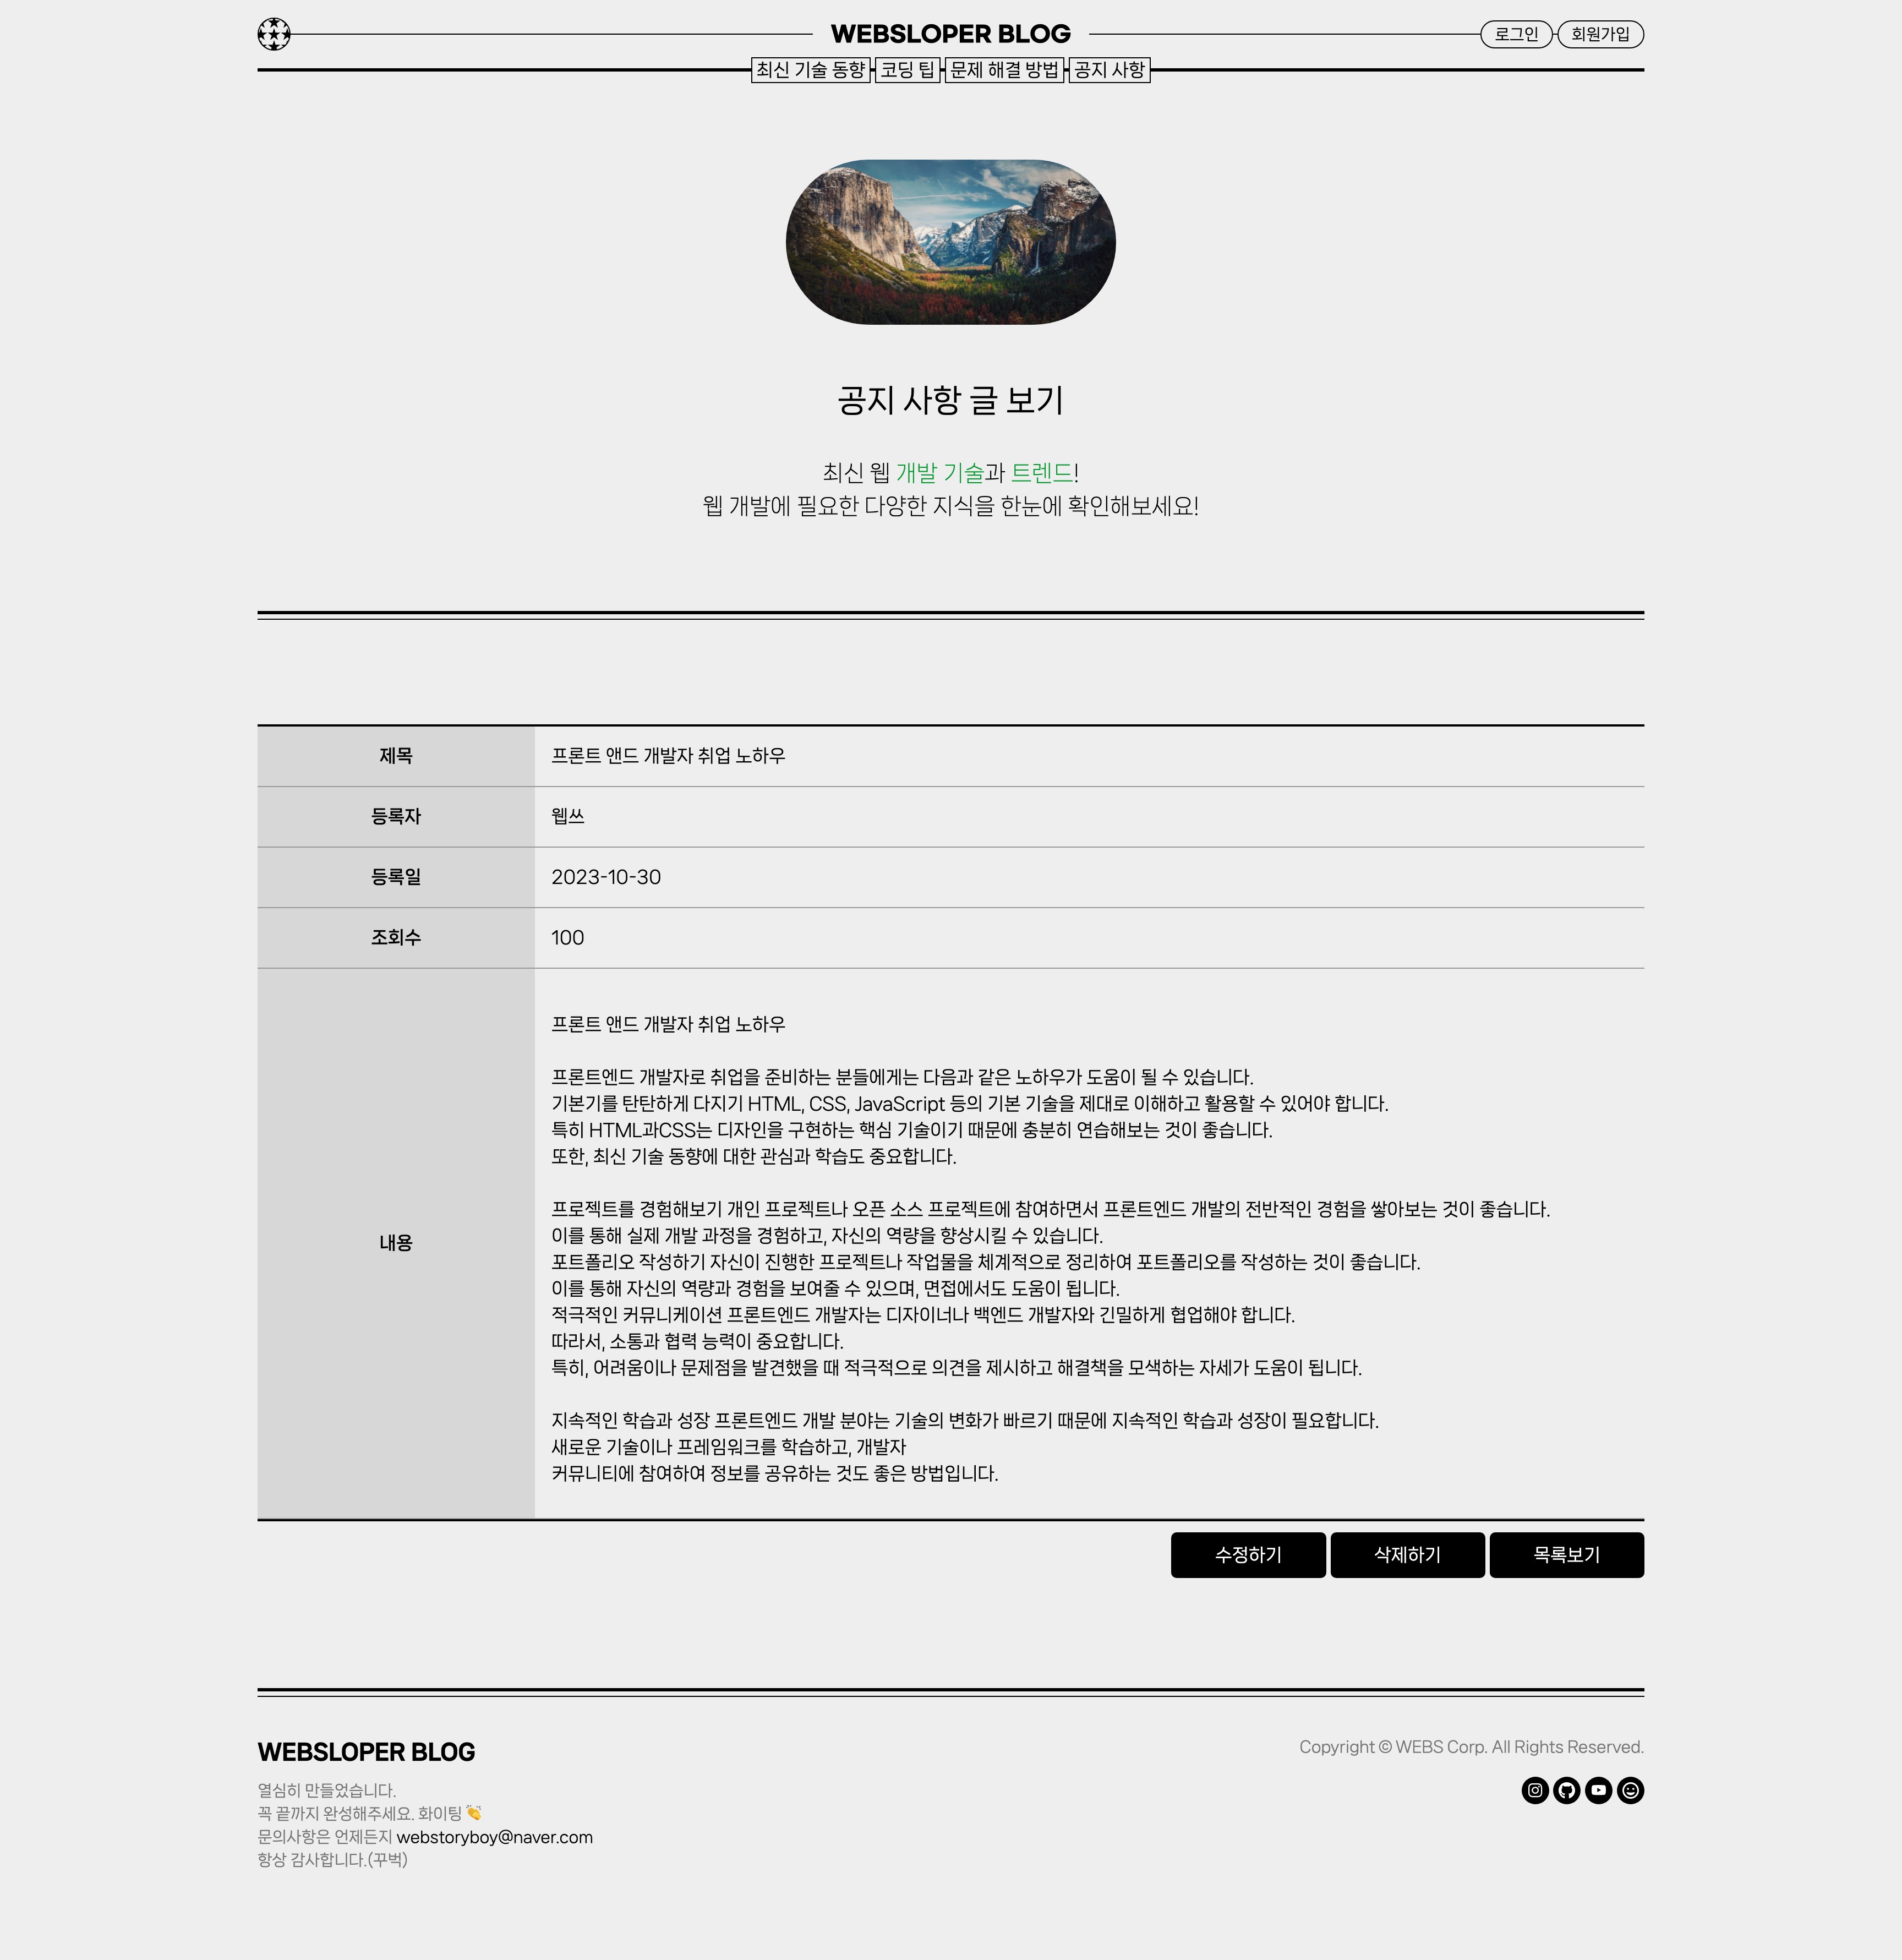 WEBSLOPER BLOG
로그인
회원가입
최신 기술 동향
코딩 팁
문제 해결 방법
공지 사항
공지 사항 글 보기
최신 웹 개발 기술과 트렌드!
웹 개발에 필요한 다양한 지식을 한눈에 확인해보세요!
제목 프론트 앤드 개발자 취업 노하우
등록자 웹쓰
등록일 2023-10-30
조회수 100
내용
프론트 앤드 개발자 취업 노하우
프론트엔드 개발자로 취업을 준비하는 분들에게는 다음과 같은 노하우가 도움이 될 수 있습니다.
기본기를 탄탄하게 다지기 HTML, CSS, JavaScript 등의 기본 기술을 제대로 이해하고 활용할 수 있어야 합니다.
특히 HTML과CSS는 디자인을 구현하는 핵심 기술이기 때문에 충분히 연습해보는 것이 좋습니다.
또한, 최신 기술 동향에 대한 관심과 학습도 중요합니다.
프로젝트를 경험해보기 개인 프로젝트나 오픈 소스 프로젝트에 참여하면서 프론트엔드 개발의 전반적인 경험을 쌓아보는 것이 좋습니다.
이를 통해 실제 개발 과정을 경험하고, 자신의 역량을 향상시킬 수 있습니다.
포트폴리오 작성하기 자신이 진행한 프로젝트나 작업물을 체계적으로 정리하여 포트폴리오를 작성하는 것이 좋습니다.
이를 통해 자신의 역량과 경험을 보여줄 수 있으며, 면접에서도 도움이 됩니다.
적극적인 커뮤니케이션 프론트엔드 개발자는 디자이너나 백엔드 개발자와 긴밀하게 협업해야 합니다.
따라서, 소통과 협력 능력이 중요합니다.
특히, 어려움이나 문제점을 발견했을 때 적극적으로 의견을 제시하고 해결책을 모색하는 자세가 도움이 됩니다.
지속적인 학습과 성장 프론트엔드 개발 분야는 기술의 변화가 빠르기 때문에 지속적인 학습과 성장이 필요합니다.
새로운 기술이나 프레임워크를 학습하고, 개발자
커뮤니티에 참여하여 정보를 공유하는 것도 좋은 방법입니다.
수정하기
삭제하기
목록보기
WEBSLOPER BLOG
열심히 만들었습니다.
꼭 끝까지 완성해주세요. 화이팅 👏
문의사항은 언제든지 webstoryboy@naver.com
항상 감사합니다.(꾸벅)
Copyright © WEBS Corp. All Rights Reserved.